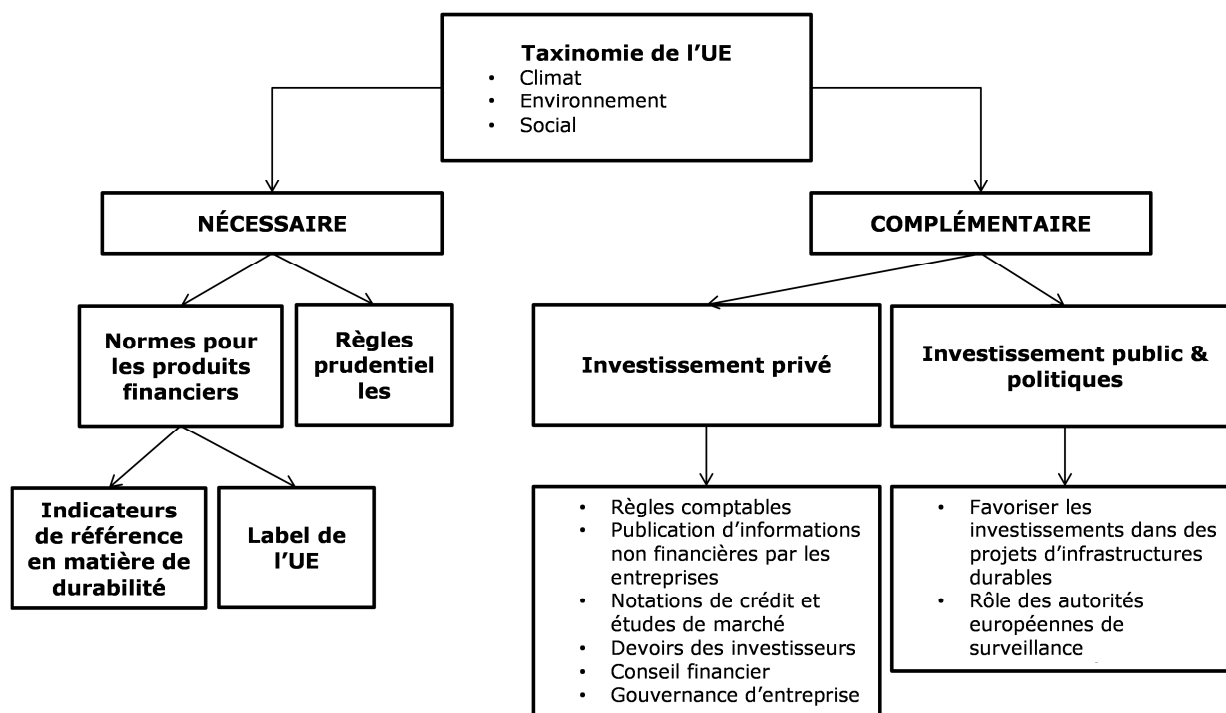 Taxinomie de l’UE
• Climat
• Environnement
• Social
NÉCESSAIRE
COMPLÉMENTAIRE
Normes pour
les produits
financiers
Règles
prudentiel
les
Investissement privé
Investissement public &
politiques
Indicateurs
de référence
en matière de
durabilité
Label de
l’UE
• Règles comptables
• Publication d’informations
non financières par les
entreprises
• Notations de crédit et
études de marché
• Devoirs des investisseurs
• Conseil financier
• Gouvernance d’entreprise
• Favoriser les
investissements dans des
projets d’infrastructures
durables
• Rôle des autorités
européennes de
surveillance